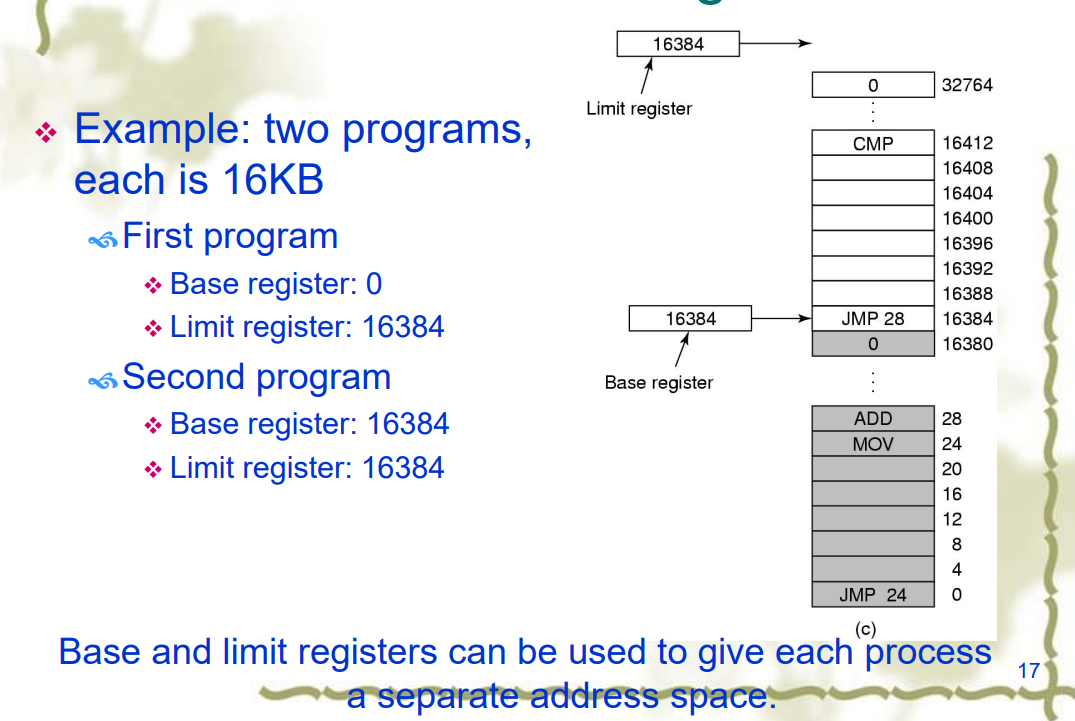 Example: two programs,
each is 16KB
First program
Base register: 0
Limit register: 16384
Second program
Base register: 16384
Limit register: 16384
16384
Limit register
0 32764
CMP 16412
16408
16404
16400
16396
16392
16388
16384
JMP 28 16384
0 16380
Base register
ADD 28
MOV 24
20
16
12
8
4
JMP 24 0
(c)
Base and limit registers can be used to give each process
a separate address space.
17